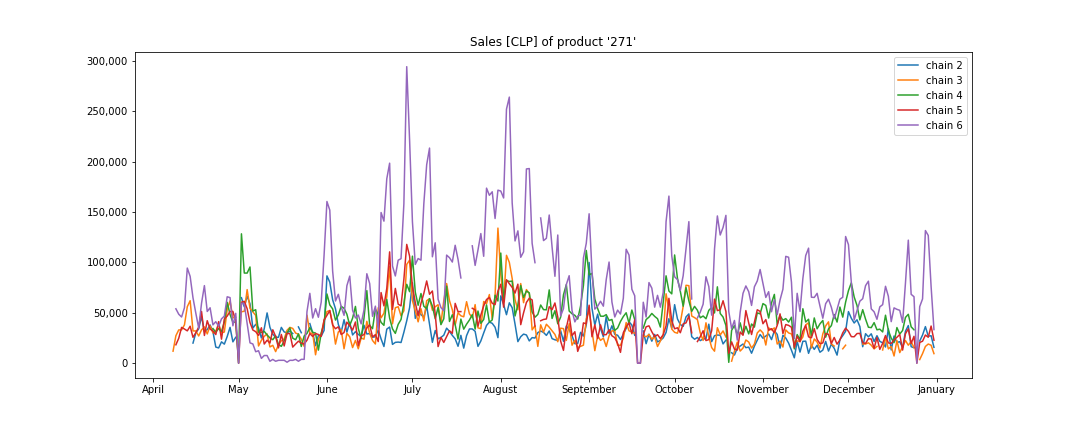 Sales [CLP] of product '271'
300,000
250,000
200,000
150,000
100,000
50,000
0
chain 2
chain 3
chain 4
chain 5
chain 6
April May June July August September October November December January